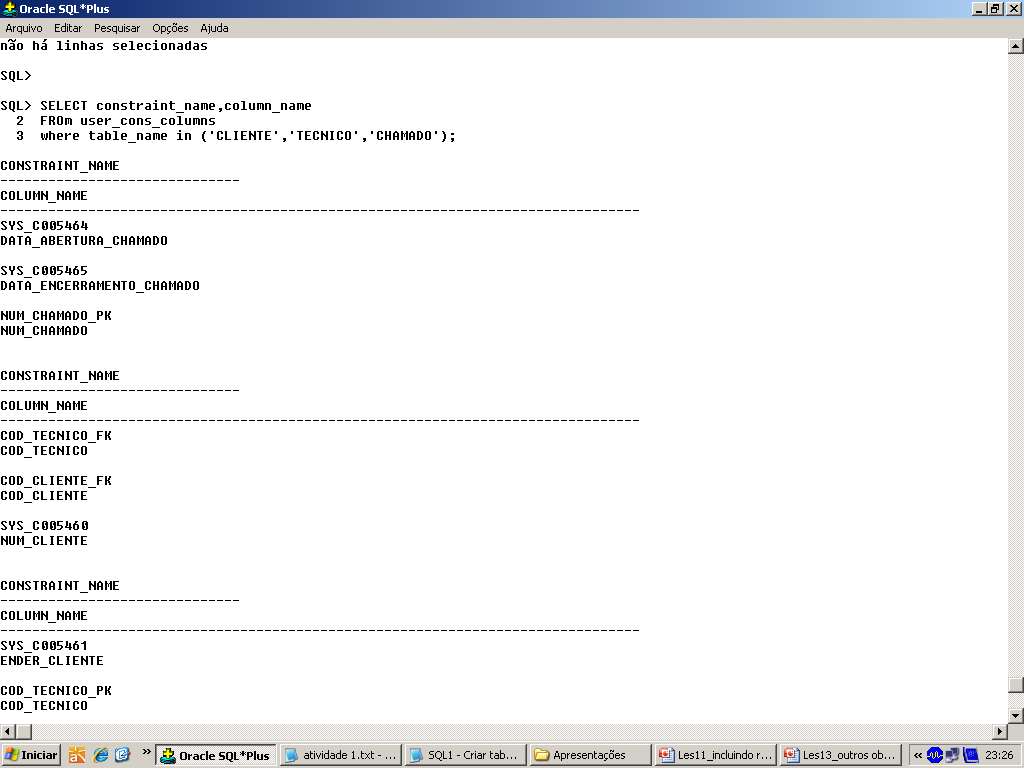 Oracle SQL*Plus
Arquivo Editar Pesquisar Opções Ajuda
não há linhas selecionadas
SQL>
SQL> SELECT constraint_name,column_name
2 FROm user_cons_columns
3 where table_name in ('CLIENTE','TECNICO','CHAMADO');
CONSTRAINT_NAME
------------------------------
COLUMN_NAME
--------------------------------------------------------------------------------
SYS_C005464
DATA_ABERTURA_CHAMADO
SYS_C005465
DATA_ENCERRAMENTO_CHAMADO
NUM_CHAMADO_PK
NUM_CHAMADO
CONSTRAINT_NAME
------------------------------
COLUMN_NAME
--------------------------------------------------------------------------------
COD_TECNICO_FK
COD_TECNICO
COD_CLIENTE_FK
COD_CLIENTE
SYS_C005460
NUM_CLIENTE
CONSTRAINT_NAME
------------------------------
COLUMN_NAME
--------------------------------------------------------------------------------
SYS_C005461
ENDER_CLIENTE
COD_TECNICO_PK
COD_TECNICO
Iniciar » Oracle SQL*Plus atividade 1.txt - ... SQL1 - Criar tab... Apresentações Les11_incluindo r... Les13_outros ob... « 23:26